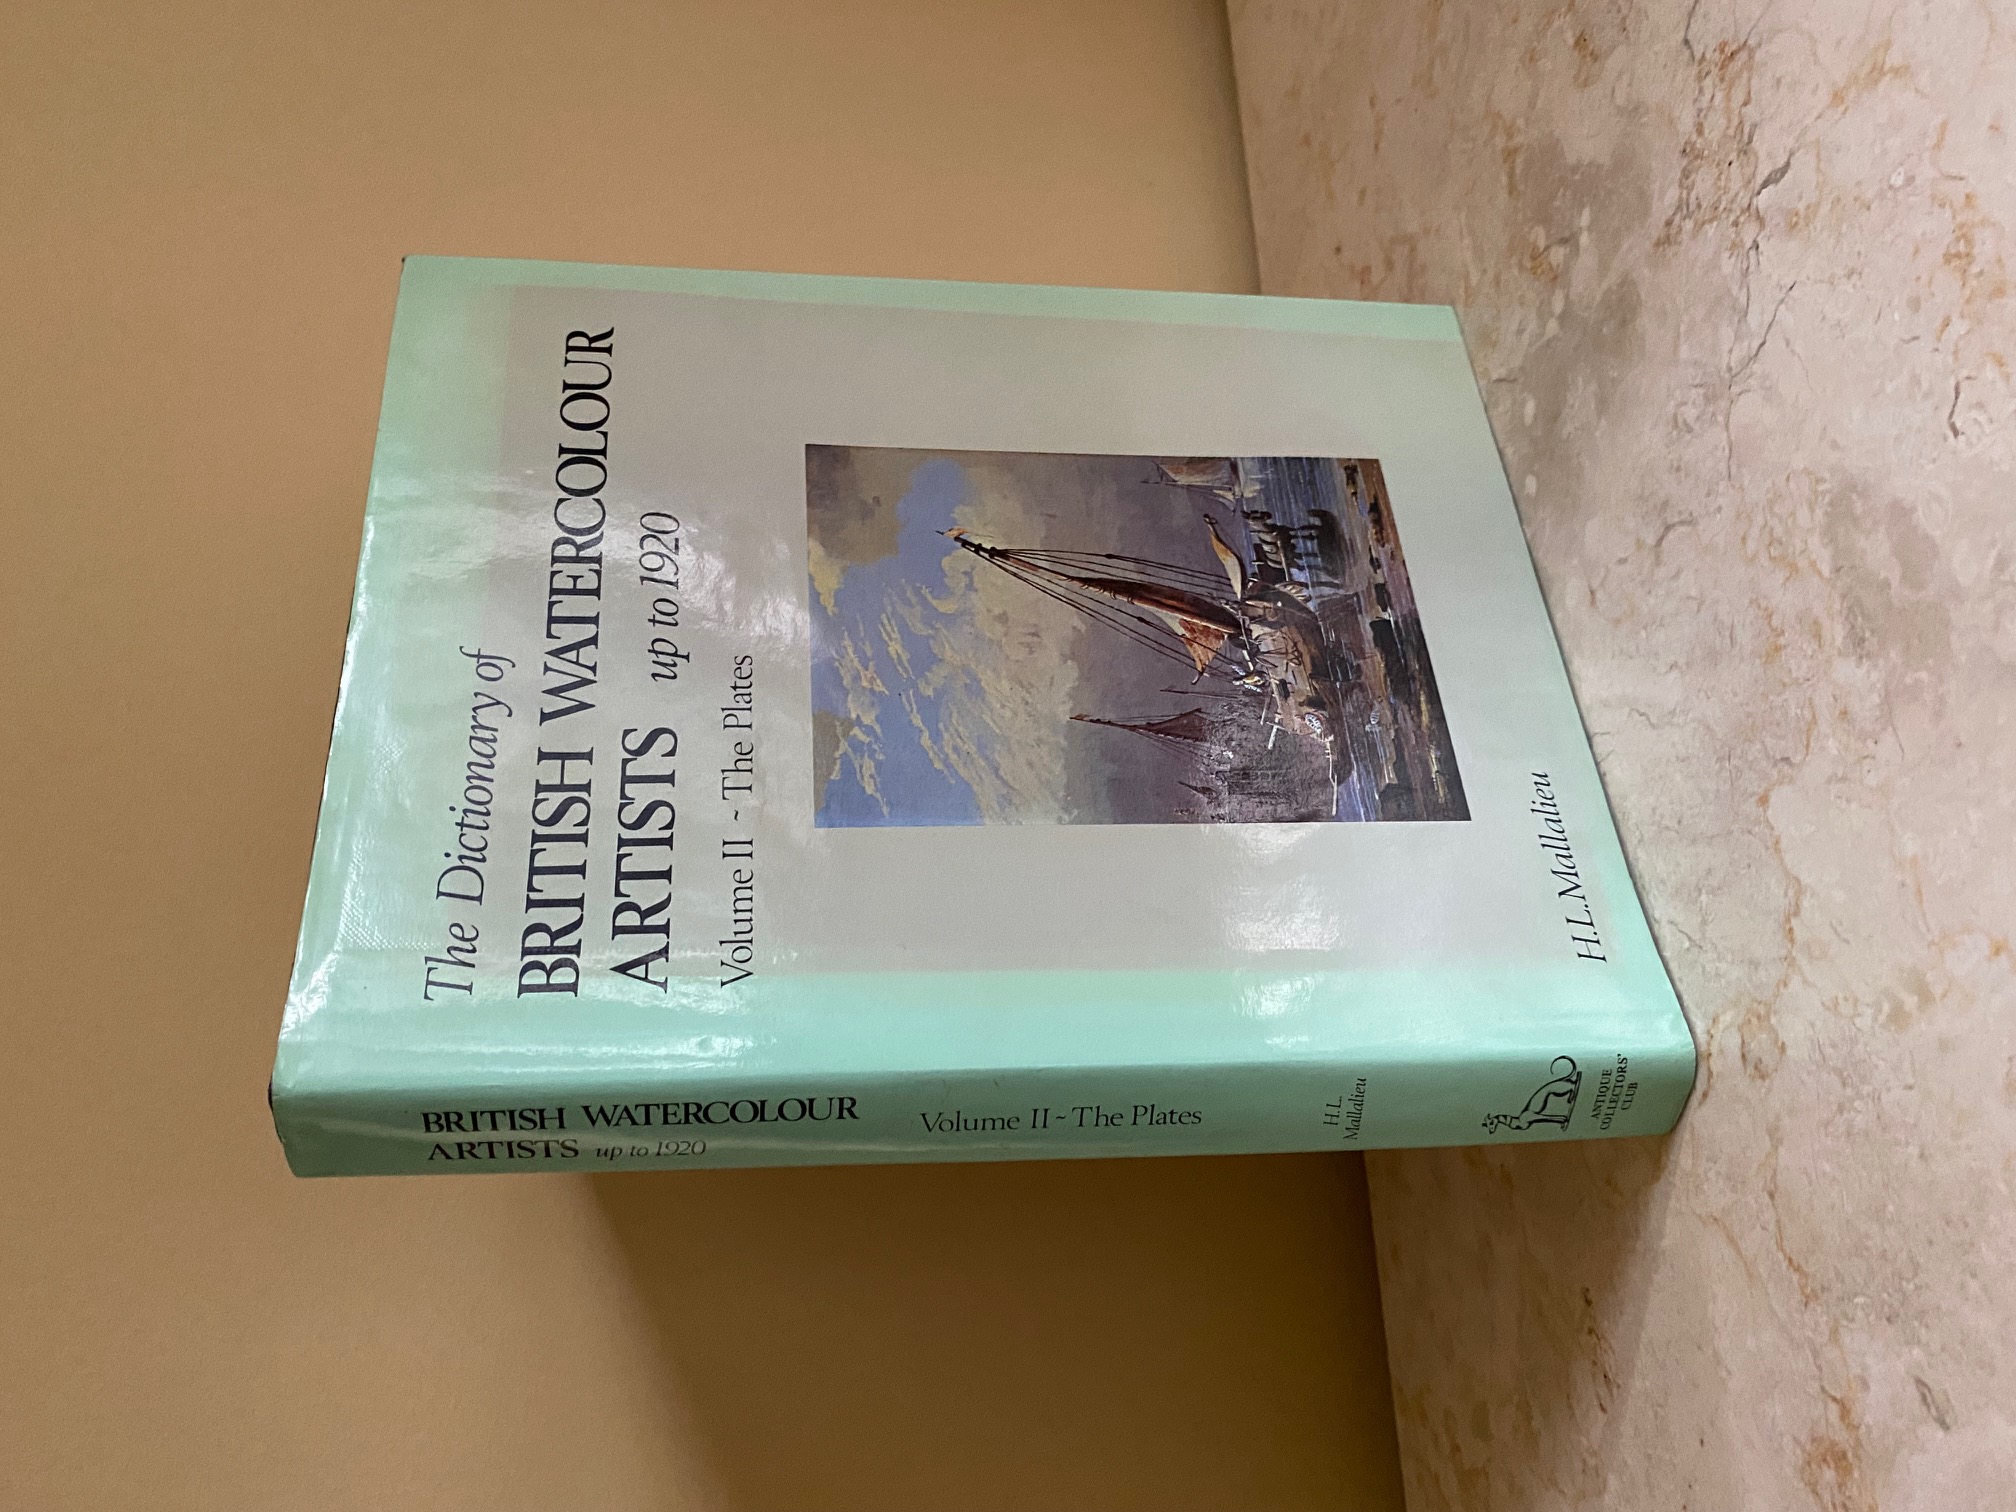 The Dictionary of
BRITISH WATERCOLOUR
ARTISTS up to 1920
Volume II ~ The Plates
H.L.Mallalieu
BRITISH WATERCOLOUR
ARTISTS up to 1920
Volume II ~ The Plates
H.L.
Mallalieu
ANTIQUE
COLLECTORS'
CLUB